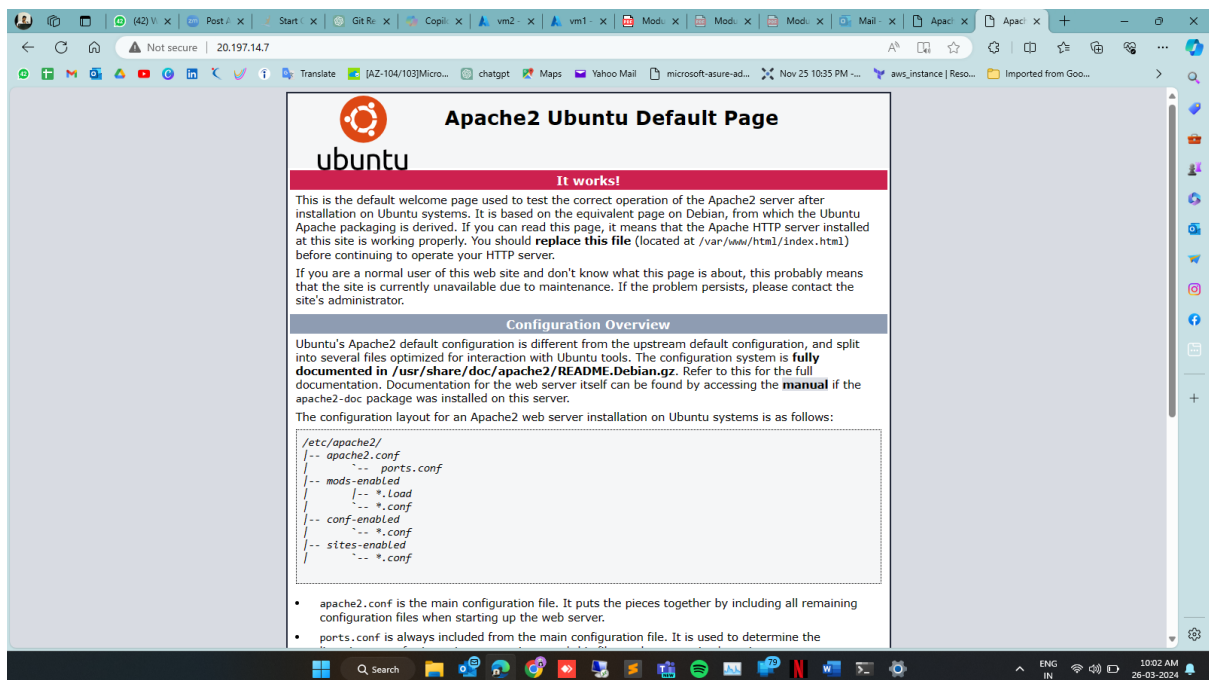 (42) W
Post A
Start (
Git Re
Copil
vm2 -
vm1 -
Modu
Modu
Modu
Mail -
Apacl
Apacl
Not secure | 20.197.14.7
Translate
[AZ-104/103]Micro...
chatgpt
Maps
Yahoo Mail
microsoft-asure-ad...
Nov 25 10:35 PM -...
aws_instance | Reso...
Imported from Goo...
ubuntu
Apache2 Ubuntu Default Page
It works!
This is the default welcome page used to test the correct operation of the Apache2 server after
installation on Ubuntu systems. It is based on the equivalent page on Debian, from which the Ubuntu
Apache packaging is derived. If you can read this page, it means that the Apache HTTP server installed
at this site is working properly. You should replace this file (located at /var/www/html/index.html)
before continuing to operate your HTTP server.
If you are a normal user of this web site and don't know what this page is about, this probably means
that the site is currently unavailable due to maintenance. If the problem persists, please contact the
site's administrator.
Configuration Overview
Ubuntu's Apache2 default configuration is different from the upstream default configuration, and split
into several files optimized for interaction with Ubuntu tools. The configuration system is fully
documented in /usr/share/doc/apache2/README.Debian.gz. Refer to this for the full
documentation. Documentation for the web server itself can be found by accessing the manual if the
apache2-doc package was installed on this server.
The configuration layout for an Apache2 web server installation on Ubuntu systems is as follows:
/etc/apache2/
|-- apache2.conf
|       `--  ports.conf
|-- mods-enabled
|       |-- *.load
|       `-- *.conf
|-- conf-enabled
|       `-- *.conf
|-- sites-enabled
|       `-- *.conf
• apache2.conf is the main configuration file. It puts the pieces together by including all remaining
configuration files when starting up the web server.
• ports.conf is always included from the main configuration file. It is used to determine the
Search
79
ENG
IN
10:02 AM
26-03-2024